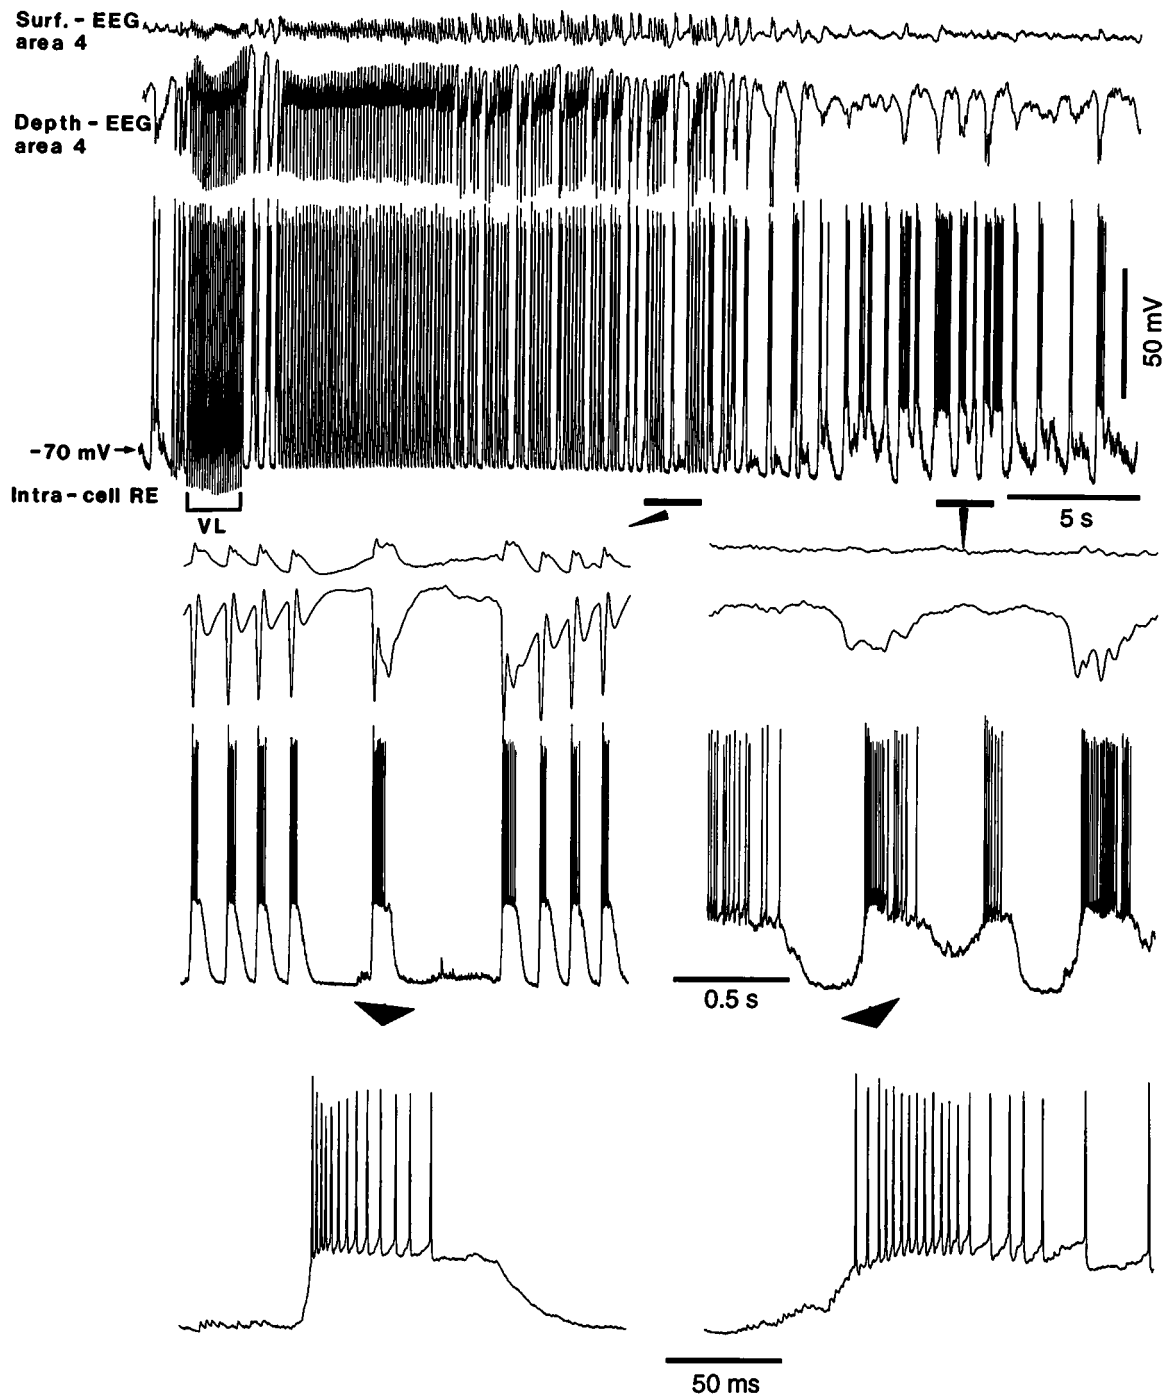 Surf. - EEG
area 4
Depth - EEG
area 4
50 mV
-70 mV
Intra - cell RE
VL
5 s
0.5 s
50 ms